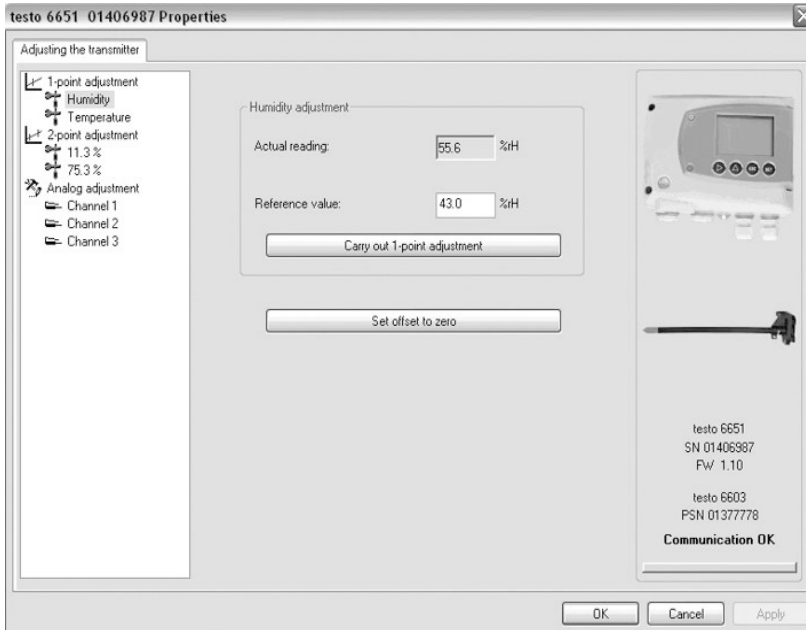 testo 6651 01406987 Properties
Adjusting the transmitter
1-point adjustment
Humidity
Temperature
2-point adjustment
11.3 %
75.3 %
Analog adjustment
Channel 1
Channel 2
Channel 3
Humidity adjustment
Actual reading: 55.6 %rH
Reference value: 43.0 %rH
Carry out 1-point adjustment
Set offset to zero
testo 6651
SN 01406987
FW 1.10
testo 6603
PSN 01377778
Communication OK
OK Cancel Apply